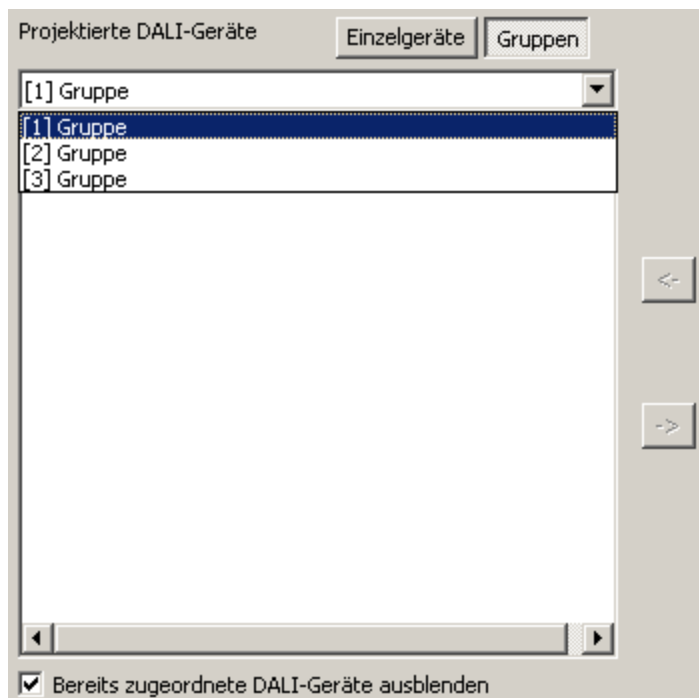 Projektierte DALI-Geräte
Einzelgeräte
Gruppen
[1] Gruppe
[1] Gruppe
[2] Gruppe
[3] Gruppe
<-
->
Bereits zugeordnete DALI-Geräte ausblenden